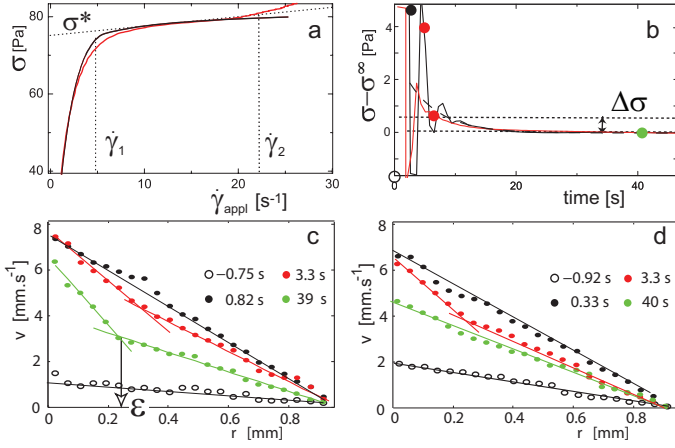 80
60
40
σ [Pa]
σ*
a
γ̇₁
γ̇₂
0
10
20
30
γ̇appl [s⁻¹]
4
2
0
σ−σ∞ [Pa]
b
Δσ
0
20
40
time [s]
8
6
4
2
0
v [mm.s⁻¹]
c
−0.75 s
3.3 s
0.82 s
39 s
ε
0
0.2
0.4
0.6
0.8
r [mm]
8
6
4
2
0
v [mm.s⁻¹]
d
−0.92 s
3.3 s
0.33 s
40 s
0
0.2
0.4
0.6
0.8
r [mm]